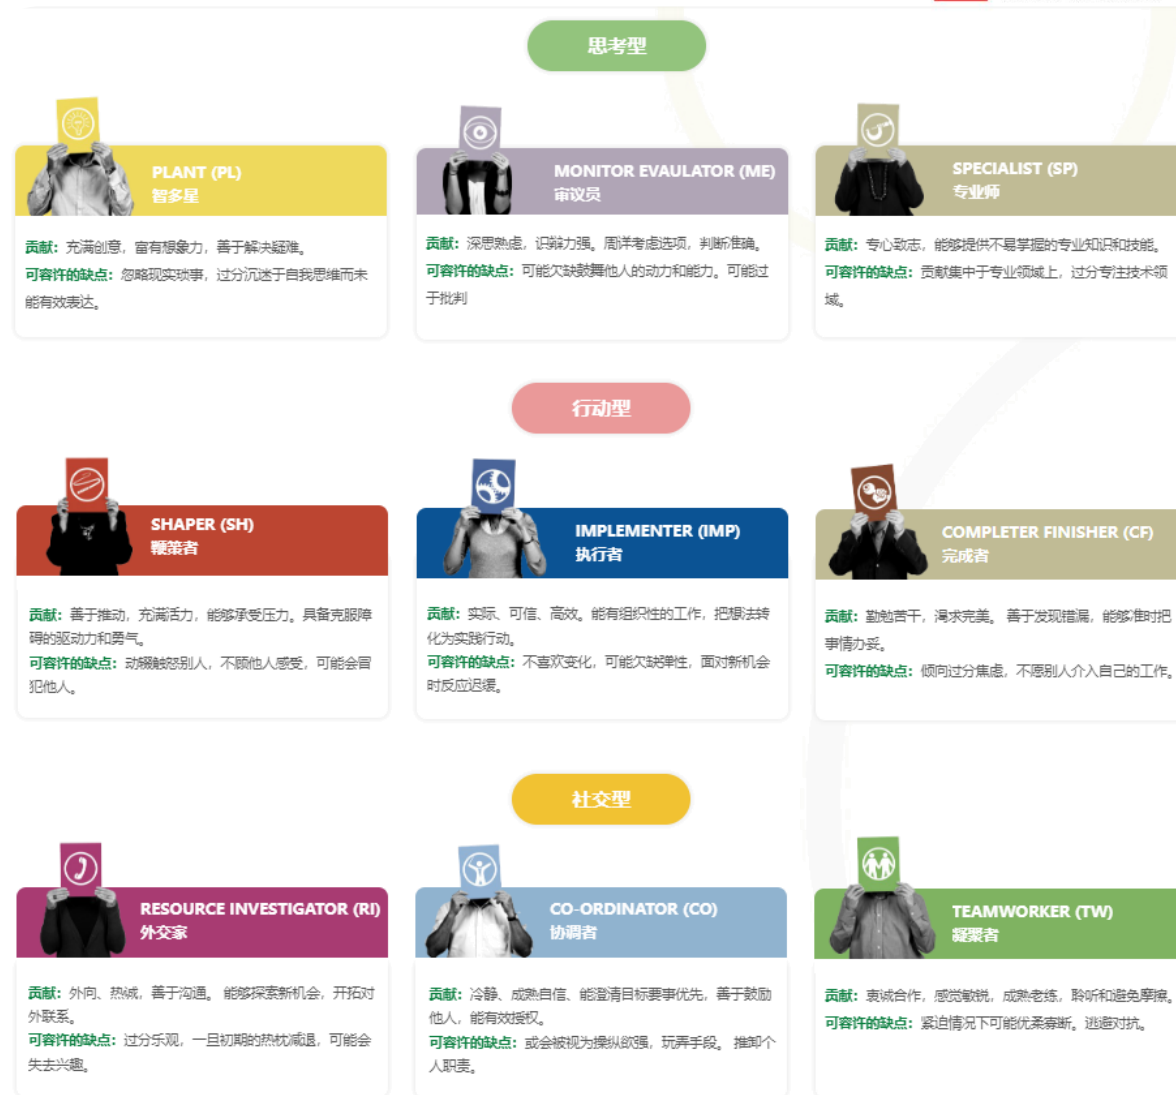 思考型
PLANT (PL)
智多星
贡献：充满创意，富有想象力，善于解决疑难。
可容许的缺点：忽略现实琐事，过分沉迷于自我思维而未
能有效表达。
MONITOR EVAULATOR (ME)
审议员
贡献：深思熟虑，识辩力强。周详考虑选项，判断准确。
可容许的缺点：可能欠缺鼓舞他人的动力和能力。可能过
于批判
SPECIALIST (SP)
专业师
贡献：专心致志，能够提供不易掌握的专业知识和技能。
可容许的缺点：贡献集中于专业领域上，过分专注技术领
域。
行动型
SHAPER (SH)
鞭策者
贡献：善于推动，充满活力，能够承受压力。具备克服障
碍的驱动力和勇气。
可容许的缺点：动辄触怒别人，不顾他人感受，可能会冒
犯他人。
IMPLEMENTER (IMP)
执行者
贡献：实际、可信、高效。能有组织性的工作，把想法转
化为实践行动。
可容许的缺点：不喜欢变化，可能欠缺弹性，面对新机会
时反应迟缓。
COMPLETER FINISHER (CF)
完成者
贡献：勤勉苦干，渴求完美。 善于发现错漏，能够准时把
事情办妥。
可容许的缺点：倾向过分焦虑，不愿别人介入自己的工作。
社交型
RESOURCE INVESTIGATOR (RI)
外交家
贡献：外向、热诚，善于沟通。 能够探索新机会，开拓对
外联系。
可容许的缺点：过分乐观，一旦初期的热忱减退，可能会
失去兴趣。
CO-ORDINATOR (CO)
协调者
贡献：冷静、成熟自信、能澄清目标要事优先，善于鼓励
他人，能有效授权。
可容许的缺点：或会被视为操纵欲强，玩弄手段。 推卸个
人职责。
TEAMWORKER (TW)
凝聚者
贡献：衷诚合作，感觉敏锐，成熟老练，聆听和避免摩擦。
可容许的缺点：紧迫情况下可能优柔寡断。逃避对抗。